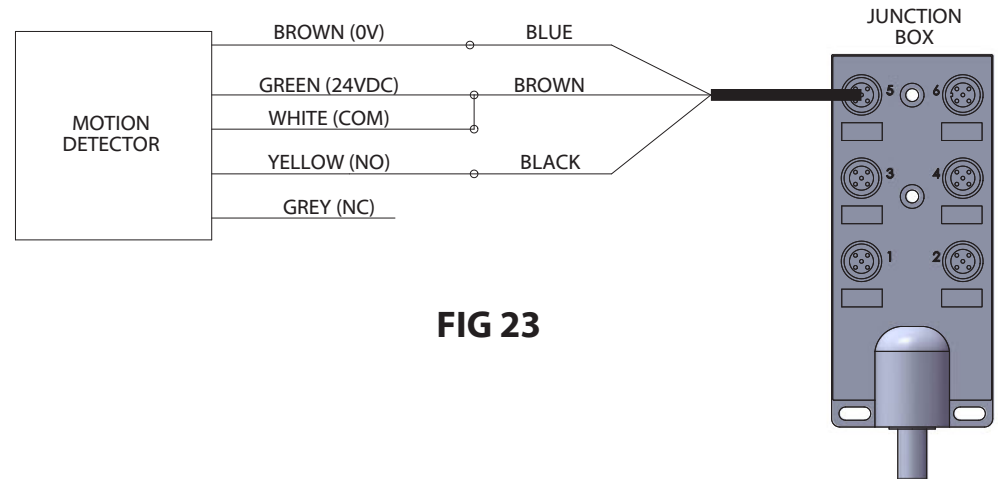 JUNCTION
BOX
BROWN (0V) BLUE
GREEN (24VDC) BROWN
WHITE (COM)
MOTION
DETECTOR
YELLOW (NO) BLACK
GREY (NC)
5 6
3 4
1 2
FIG 23